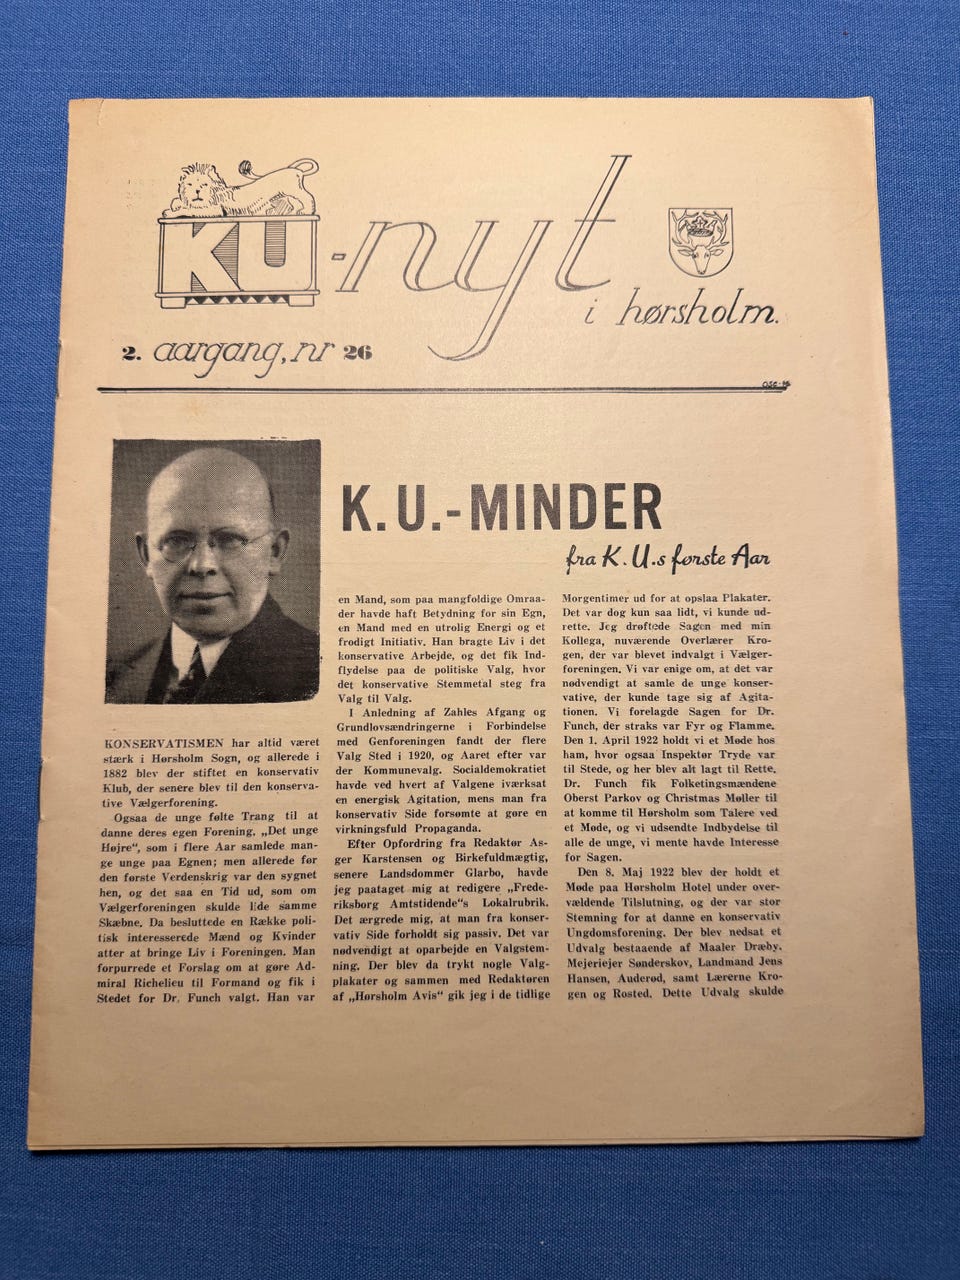 KU-nyt
i hørsholm.
2. aargang, nr 26
K. U.-MINDER
fra K. U.s første Aar
KONSERVATISMEN har altid været
stærk i Hørsholm Sogn, og allerede i
1882 blev der stiftet en konservativ
Klub, der senere blev til den konserva-
tive Vælgerforening.
Ogsaa de unge følte Trang til at
danne deres egen Forening. „Det unge
Højre“, som i flere Aar samlede man-
ge unge paa Egnen; men allerede før
den første Verdenskrig var den sygnet
hen, og det saa en Tid ud, som om
Vælgerforeningen skulde lide samme
Skæbne. Da besluttede en Række poli-
tisk interesserede Mænd og Kvinder
atter at bringe Liv i Foreningen. Man
forpurrede et Forslag om at gøre Ad-
miral Richelieu til Formand og fik i
Stedet for Dr. Funch valgt. Han var
en Mand, som paa mangfoldige Omraa-
der havde haft Betydning for sin Egn,
en Mand med en utrolig Energi og et
frodigt Initiativ. Han bragte Liv i det
konservative Arbejde, og det fik Ind-
flydelse paa de politiske Valg, hvor
det konservative Stemmetal steg fra
Valg til Valg.
I Anledning af Zahles Afgang og
Grundlovsændringerne i Forbindelse
med Genforeningen fandt der flere
Valg Sted i 1920, og Aaret efter var
der Kommunevalg. Socialdemokratiet
havde ved hvert af Valgene iværksat
en energisk Agitation, mens man fra
konservativ Side forsømte at gøre en
virkningsfuld Propaganda.
Efter Opfordring fra Redaktør As-
ger Karstensen og Birkefuldmægtig,
senere Landsdommer Glarbo, havde
jeg paataget mig at redigere „Frede-
riksborg Amtstidende“s Lokalrubrik.
Det ærgrede mig, at man fra konser-
vativ Side forholdt sig passiv. Det var
nødvendigt at oparbejde en Valgstem-
ning. Der blev da trykt nogle Valg-
plakater og sammen med Redaktøren
af „Hørsholm Avis“ gik jeg i de tidlige
Morgentimer ud for at opslaa Plakater.
Det var dog kun saa lidt, vi kunde ud-
rette. Jeg drøftede Sagen med min
Kollega, nuværende Overlærer Kro-
gen, der var blevet indvalgt i Vælger-
foreningen. Vi var enige om, at det var
nødvendigt at samle de unge konser-
vative, der kunde tage sig af Agita-
tionen. Vi forelagde Sagen for Dr.
Funch, der straks var Fyr og Flamme.
Den 1. April 1922 holdt vi et Møde hos
ham, hvor ogsaa Inspektør Tryde var
til Stede, og her blev alt lagt til Rette.
Dr. Funch fik Folketingsmændene
Oberst Parkov og Christmas Møller til
at komme til Hørsholm som Talere ved
et Møde, og vi udsendte Indbydelse til
alle de unge, vi mente havde Interesse
for Sagen.
Den 8. Maj 1922 blev der holdt et
Møde paa Hørsholm Hotel under over-
vældende Tilslutning, og der var stor
Stemning for at danne en konservativ
Ungdomsforening. Der blev nedsat et
Udvalg bestaaende af Maaler Dræby.
Mejeriejer Sønderskov, Landmand Jens
Hansen, Auderød, samt Lærerne Kro-
gen og Rosted. Dette Udvalg skulde